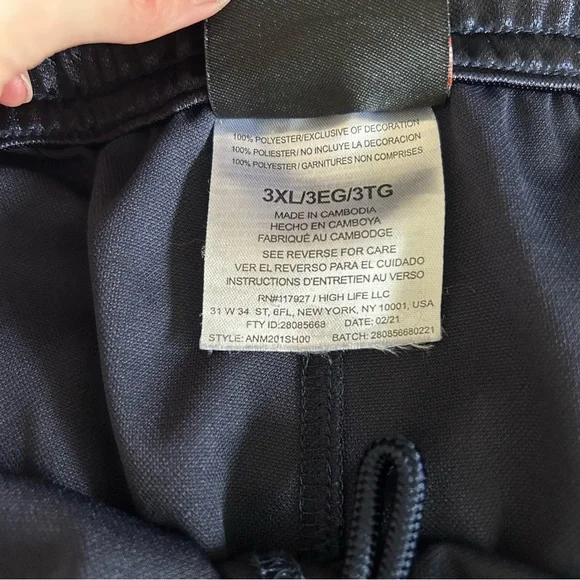 100% POLYESTER/EXCLUSIVE OF DECORATION
100% POLIESTER/ NO INCLUYE LA DECORACIÓN
100% POLYESTER/ GARNITURES NON COMPRISES
3XL/3EG/3TG
MADE IN CAMBODIA
HECHO EN CAMBOYA
FABRIQUÉ AU CAMBODGE
SEE REVERSE FOR CARE
VER EL REVERSO PARA EL CUIDADO
INSTRUCTIONS D'ENTRETIEN AU VERSO
RN#117927 / HIGH LIFE LLC
31 W 34 ST, 6FL, NEW YORK, NY 10001, USA
FTY ID:28085668 DATE: 02/21
STYLE: ANM201SH00 BATCH: 280856680221